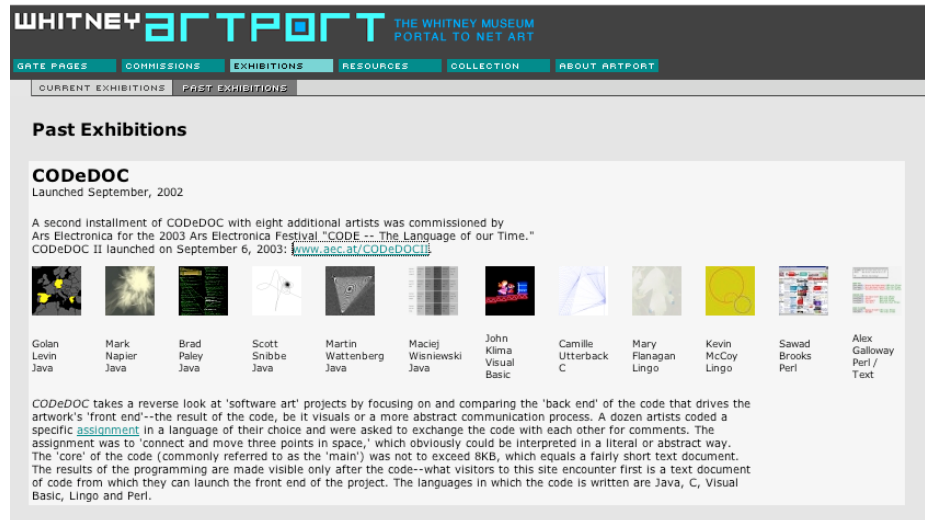 WHITNEY artport THE WHITNEY MUSEUM
PORTAL TO NET ART
GATE PAGES COMMISSIONS EXHIBITIONS RESOURCES COLLECTION ABOUT ARTPORT
CURRENT EXHIBITIONS PAST EXHIBITIONS
Past Exhibitions
CODeDOC
Launched September, 2002
A second installment of CODeDOC with eight additional artists was commissioned by
Ars Electronica for the 2003 Ars Electronica Festival "CODE -- The Language of our Time."
CODeDOC II launched on September 6, 2003: www.aec.at/CODeDOCII
Golan
Levin
Java
Mark
Napier
Java
Brad
Paley
Java
Scott
Snibbe
Java
Martin
Wattenberg
Java
Maciej
Wisniewski
Java
John
Klima
Visual
Basic
Camille
Utterback
C
Mary
Flanagan
Lingo
Kevin
McCoy
Lingo
Sawad
Brooks
Perl
Alex
Galloway
Perl /
Text
CODeDOC takes a reverse look at 'software art' projects by focusing on and comparing the 'back end' of the code that drives the
artwork's 'front end'--the result of the code, be it visuals or a more abstract communication process. A dozen artists coded a
specific assignment in a language of their choice and were asked to exchange the code with each other for comments. The
assignment was to 'connect and move three points in space,' which obviously could be interpreted in a literal or abstract way.
The 'core' of the code (commonly referred to as the 'main') was not to exceed 8KB, which equals a fairly short text document.
The results of the programming are made visible only after the code--what visitors to this site encounter first is a text document
of code from which they can launch the front end of the project. The languages in which the code is written are Java, C, Visual
Basic, Lingo and Perl.